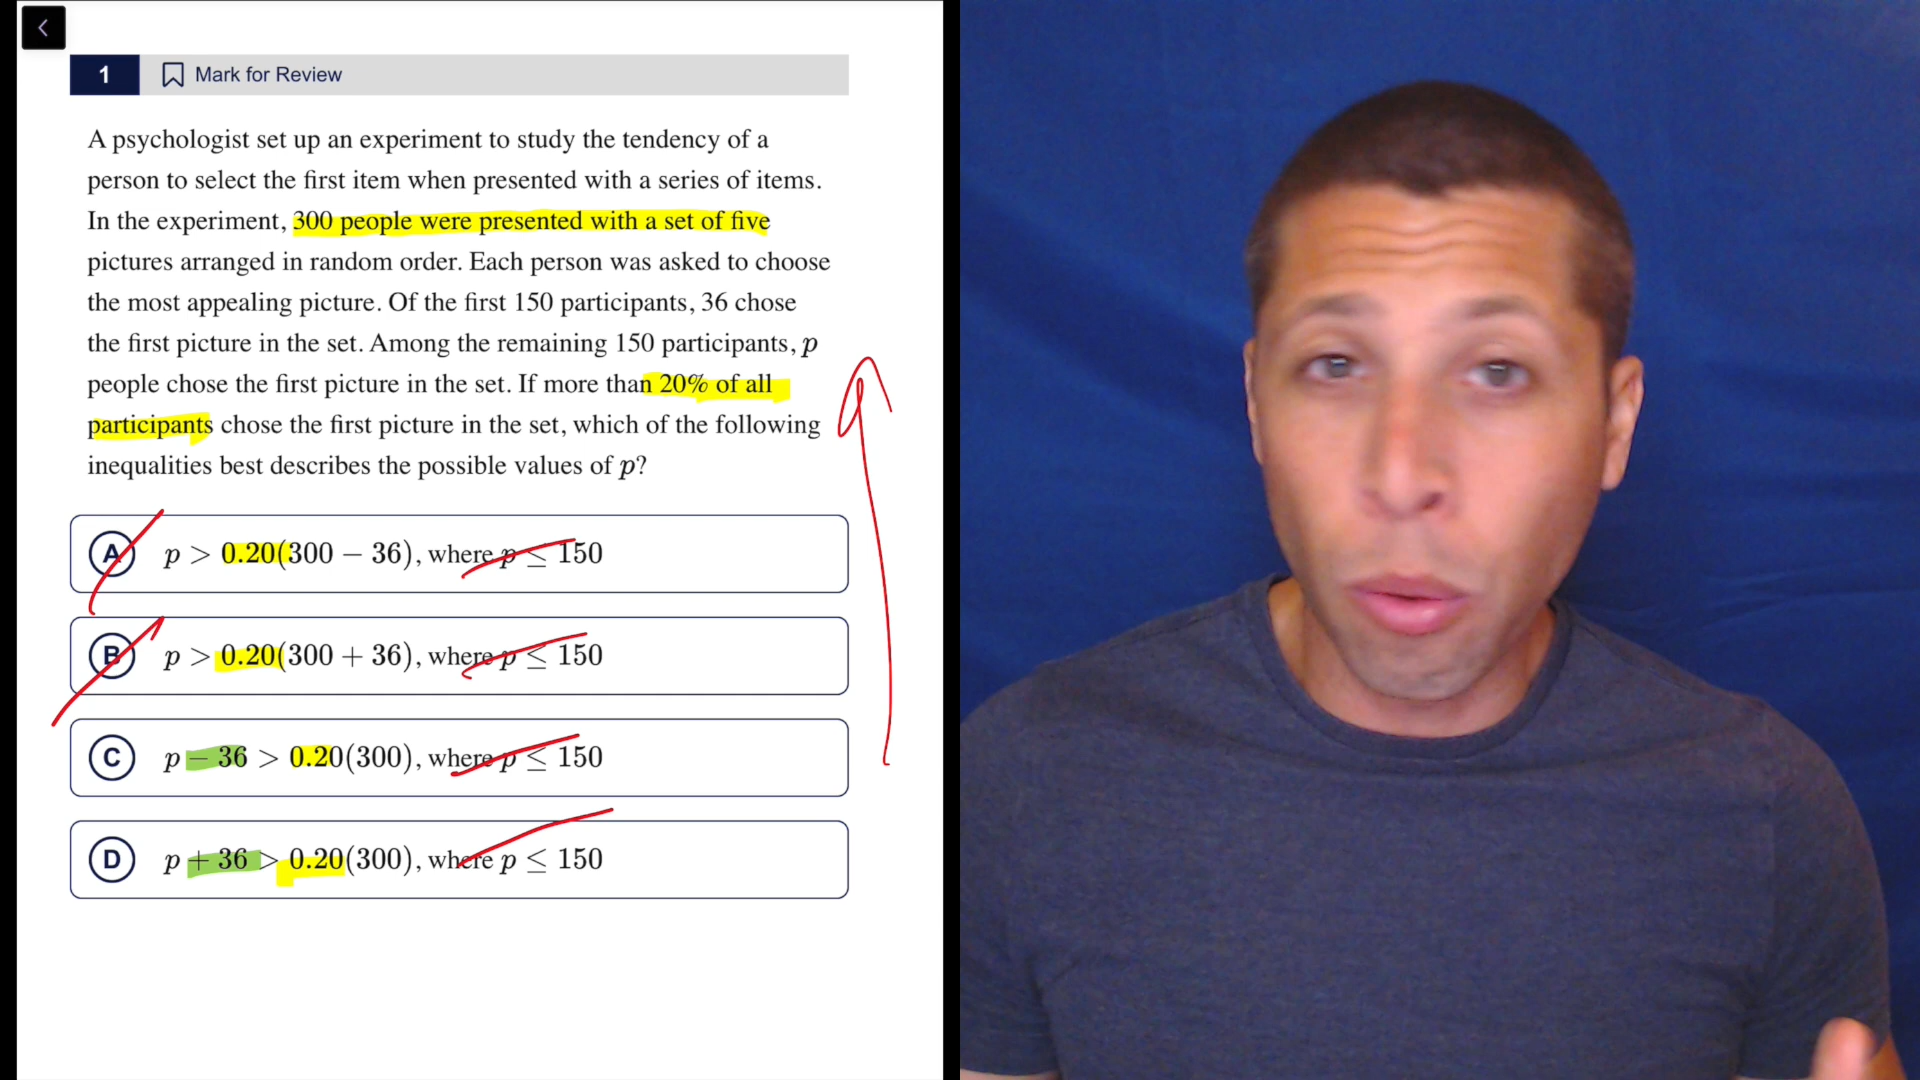 1 Mark for Review
A psychologist set up an experiment to study the tendency of a
person to select the first item when presented with a series of items.
In the experiment, 300 people were presented with a set of five
pictures arranged in random order. Each person was asked to choose
the most appealing picture. Of the first 150 participants, 36 chose
the first picture in the set. Among the remaining 150 participants, p
people chose the first picture in the set. If more than 20% of all
participants chose the first picture in the set, which of the following
inequalities best describes the possible values of p?
A p > 0.20(300 − 36), where p ≤ 150
B p > 0.20(300 + 36), where p ≤ 150
C p − 36 > 0.20(300), where p ≤ 150
D p + 36 > 0.20(300), where p ≤ 150